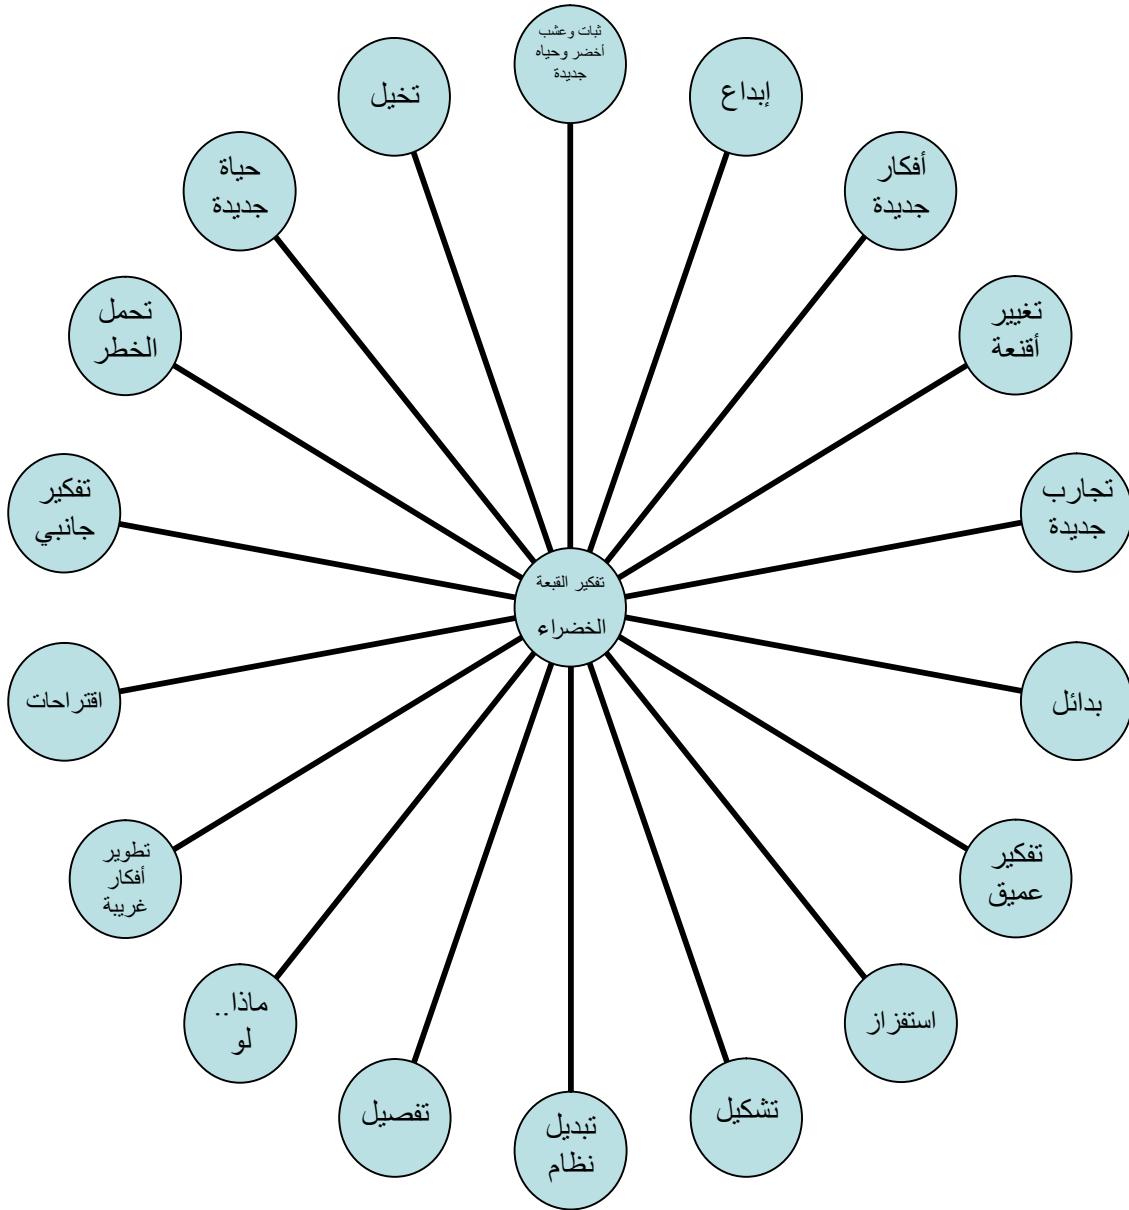 ثبات وعشب
أخضر وحياه
جديدة
إبداع
أفكار
جديدة
تغيير
أقنعة
تجارب
جديدة
بدائل
تفكير
عميق
استفزاز
تشكيل
تبديل
نظام
تفصيل
ماذا..
لو
تطوير
أفكار
غريبة
اقتراحات
تفكير
جانبي
تحمل
الخطر
حياة
جديدة
تخيل
تفكير القبعة
الخضراء